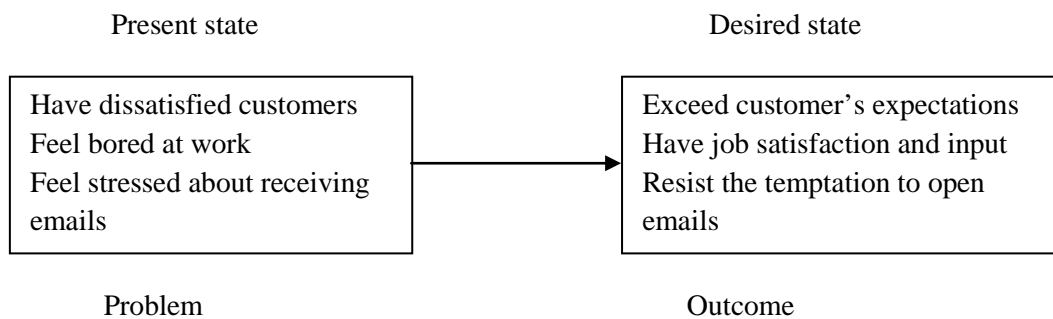 Present state
Desired state
Have dissatisfied customers
Feel bored at work
Feel stressed about receiving
emails
Exceed customer’s expectations
Have job satisfaction and input
Resist the temptation to open
emails
Problem
Outcome